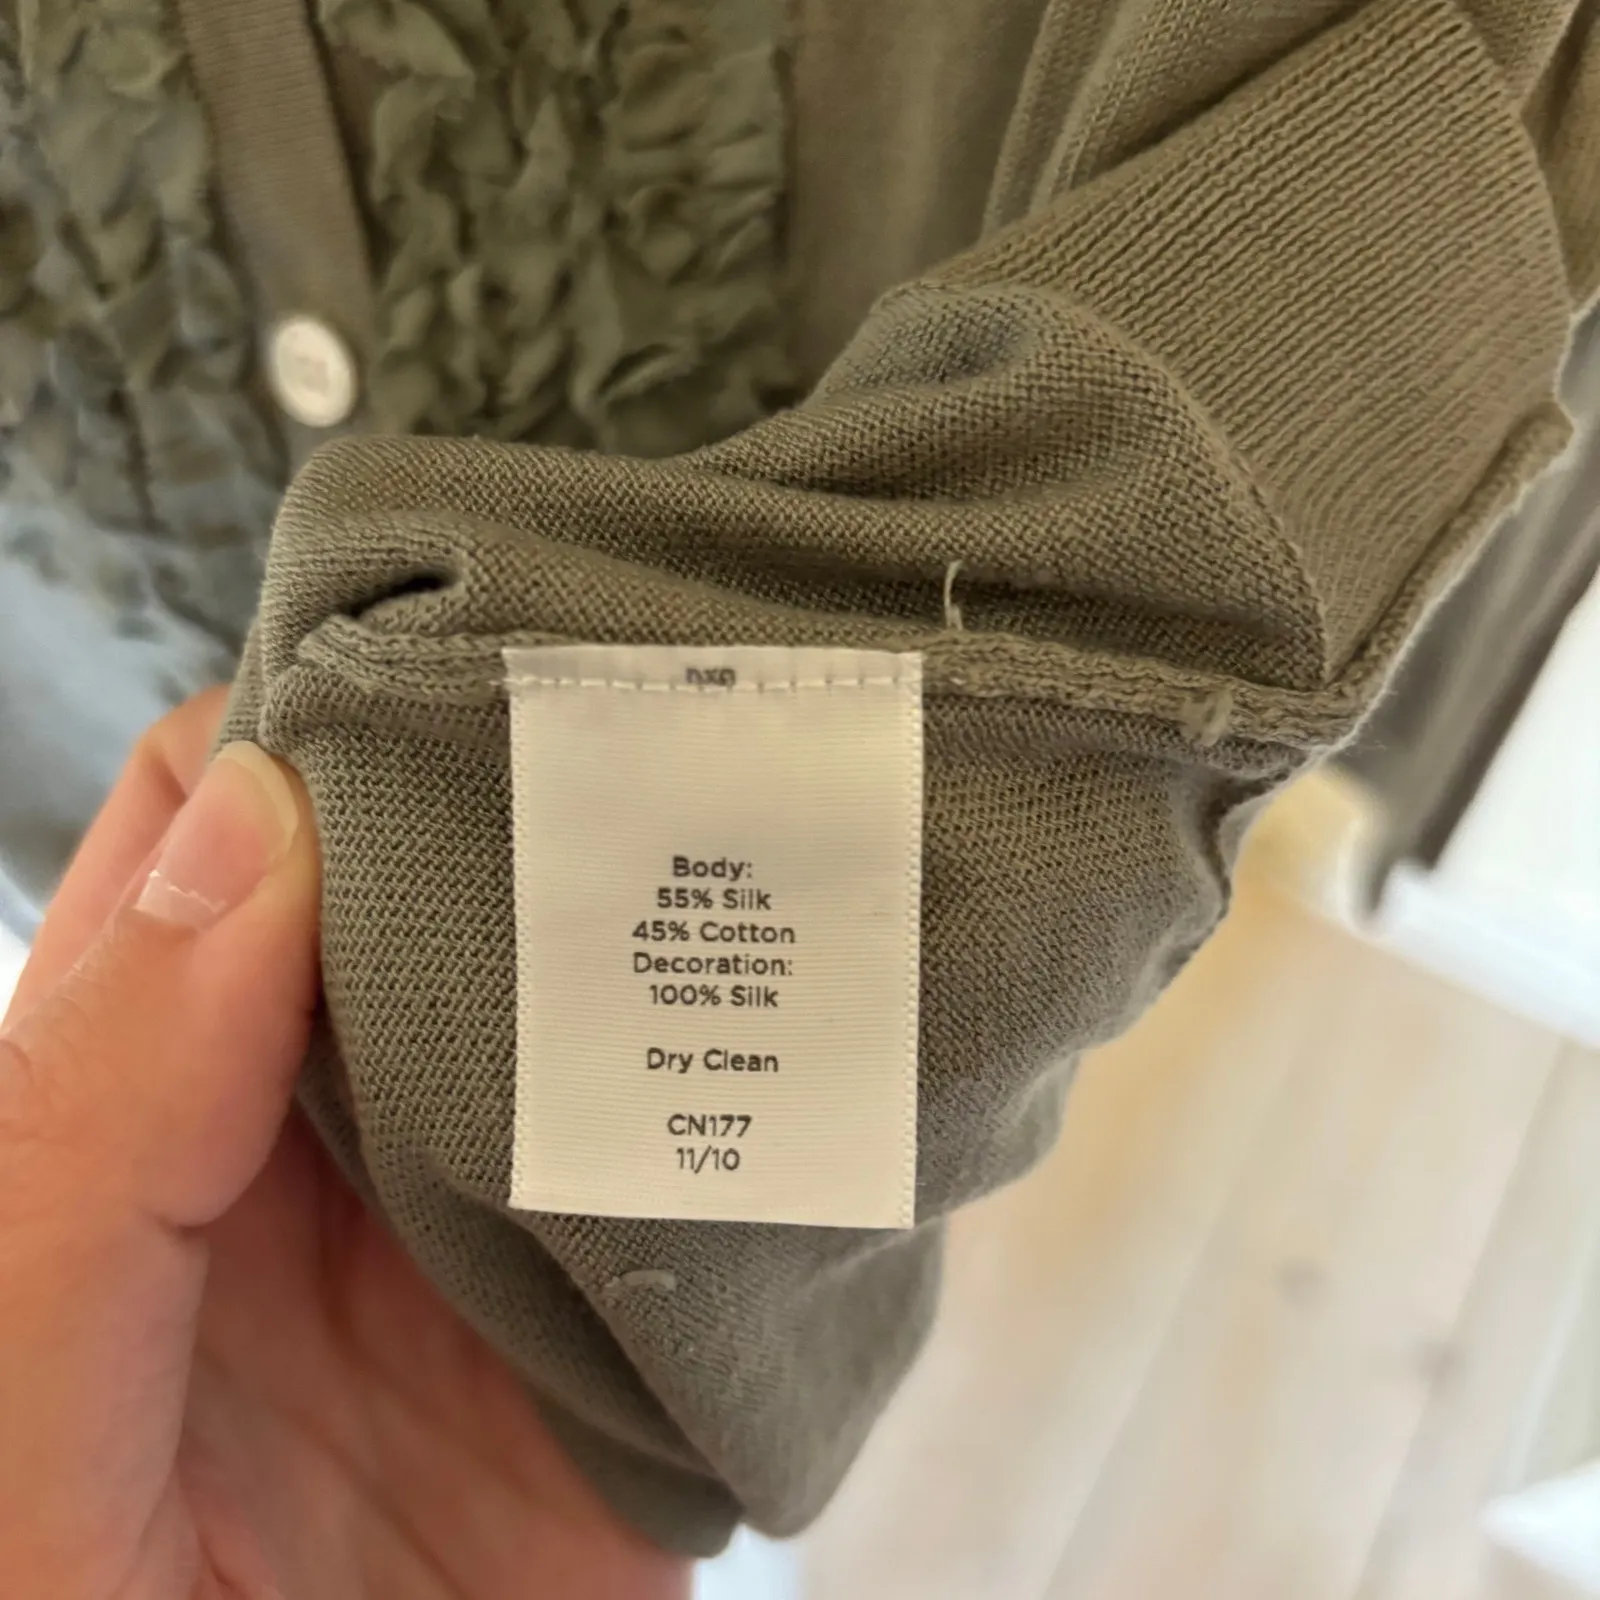 Body:
55% Silk
45% Cotton
Decoration:
100% Silk
Dry Clean
CN177
11/10